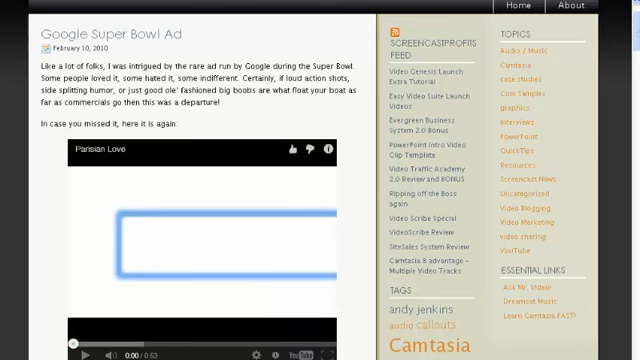 Home About
Google Super Bowl Ad
February 10, 2010
Like a lot of folks, I was intrigued by the rare ad run by Google during the Super Bowl.
Some people loved it, some hated it, some indifferent. Certainly, if loud action shots,
side splitting humor, or just good ole' fashioned big boobs are what float your boat as
far as commercials go then this was a departure!
In case you missed it, here it is again:
Parisian Love
0:00 / 0:53
YouTube
SCREENCASTPROFITS
FEED
Video Genesis Launch
Extra Tutorial
Easy Video Suite Launch
Videos
Evergreen Business
System 2.0 Bonus
PowerPoint Intro Video
Clip Template
Video Traffic Academy
2.0 Review and BONUS
Ripping off the Boss
again
Video Scribe Special
VideoScribe Review
SiteSales System Review
Camtasia 8 advantage –
Multiple Video Tracks
TAGS
andy jenkins
audio callouts
Camtasia
TOPICS
Audio / Music
Camtasia
case studies
Cool Samples
graphics
Interviews
PowerPoint
QuickTips
Resources
Screencast News
Uncategorized
Video Blogging
Video Marketing
video sharing
YouTube
ESSENTIAL LINKS
Ask Mr. Video!
Dreamcast Music
Learn Camtasia FAST!